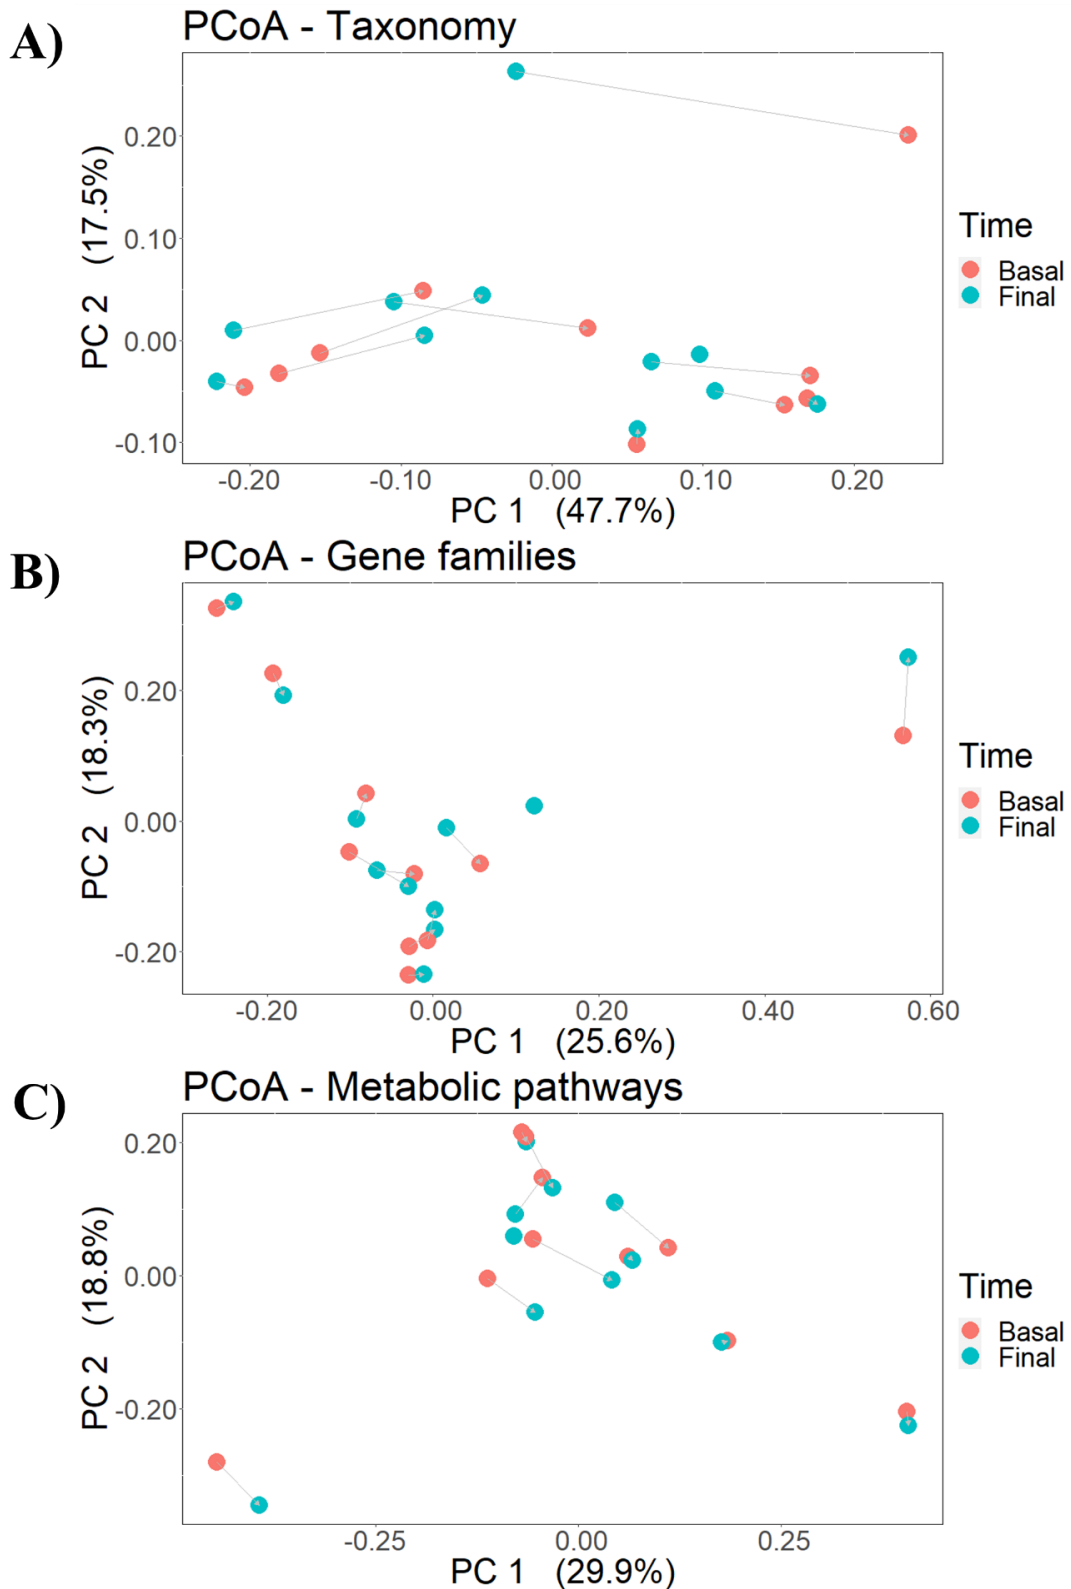 A)
PCoA - Taxonomy
PC 2 (17.5%)
0.20
0.10
0.00
-0.10
-0.20 -0.10 0.00 0.10 0.20
PC 1 (47.7%)
Time
Basal
Final
B)
PCoA - Gene families
PC 2 (18.3%)
0.20
0.00
-0.20
-0.20 0.00 0.20 0.40 0.60
PC 1 (25.6%)
Time
Basal
Final
C)
PCoA - Metabolic pathways
PC 2 (18.8%)
0.20
0.00
-0.20
-0.25 0.00 0.25
PC 1 (29.9%)
Time
Basal
Final